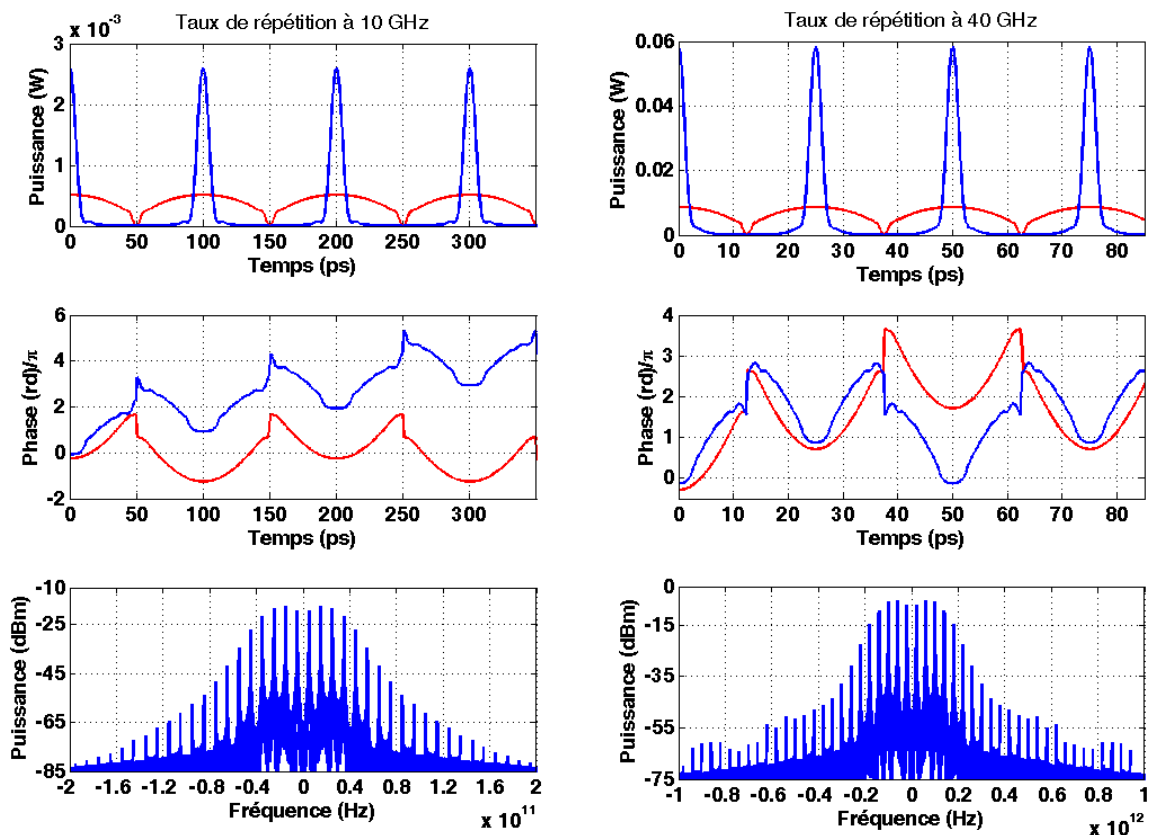 Taux de répétition à 10 GHz
x 10-3
3
2
1
0
Puissance (W)
0 50 100 150 200 250 300
Temps (ps)
Taux de répétition à 40 GHz
0.06
0.04
0.02
0
Puissance (W)
0 10 20 30 40 50 60 70 80
Temps (ps)
6
4
2
0
-2
Phase (rd)/π
0 50 100 150 200 250 300
Temps (ps)
4
3
2
1
0
Phase (rd)/π
0 10 20 30 40 50 60 70 80
Temps (ps)
-10
-25
-45
-65
-85
Puissance (dBm)
-2 -1.6 -1.2 -0.8 -0.4 0 0.4 0.8 1.2 1.6 2
Fréquence (Hz)
x 10 11
0
-15
-35
-55
-75
Puissance (dBm)
-1 -0.8 -0.6 -0.4 -0.2 0 0.2 0.4 0.6 0.8 1
Fréquence (Hz)
x 10 12